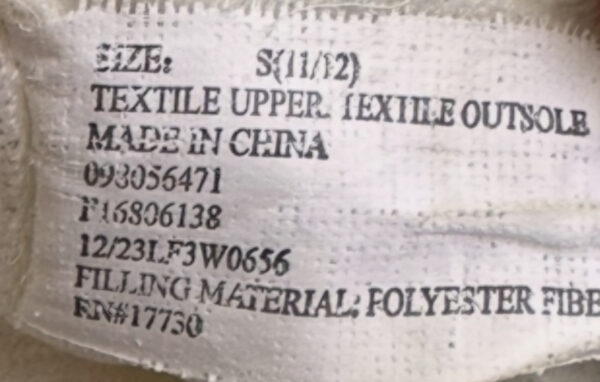 SIZE: S(11/12)
TEXTILE UPPER. TEXTILE OUTSOLE
MADE IN CHINA
093056471
F16806138
12/23LF3W0656
FILLING MATERIAL: POLYESTER FIBE
RN#17730